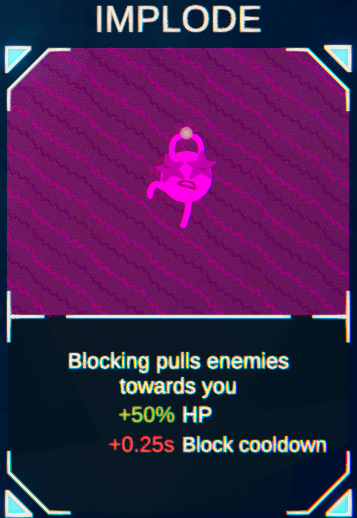 IMPLODE
Blocking pulls enemies
towards you
+50% HP
+0.25s Block cooldown